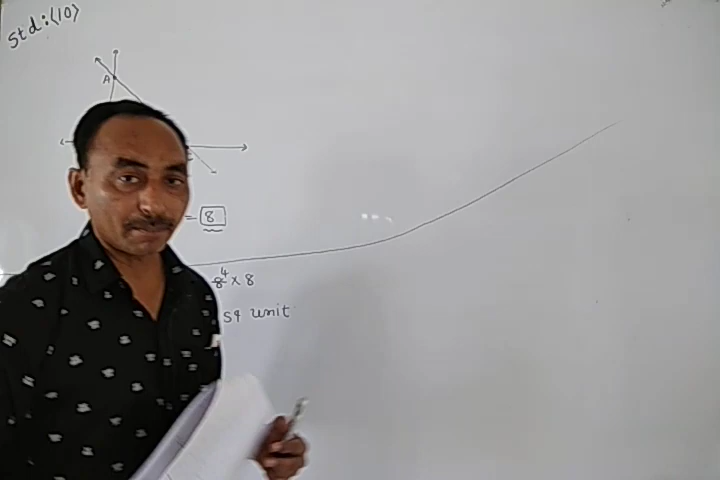 Std:(10)
A
= 8
8 4 × 8
sq unit